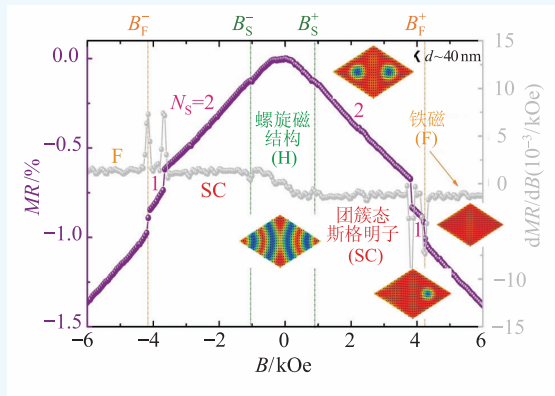 B_F^- B_S^- B_S^+ B_F^+
0.0
-0.5
-1.0
-1.5
MR/%
15
10
5
0
-5
-10
-15
dMR/dB(10^{-3}/kOe)
d~40 nm
N_S=2
2
螺旋磁
结构
(H)
铁磁
(F)
F
1
SC
团簇态
斯格明子
(SC)
1
-6 -4 -2 0 2 4 6
B/kOe